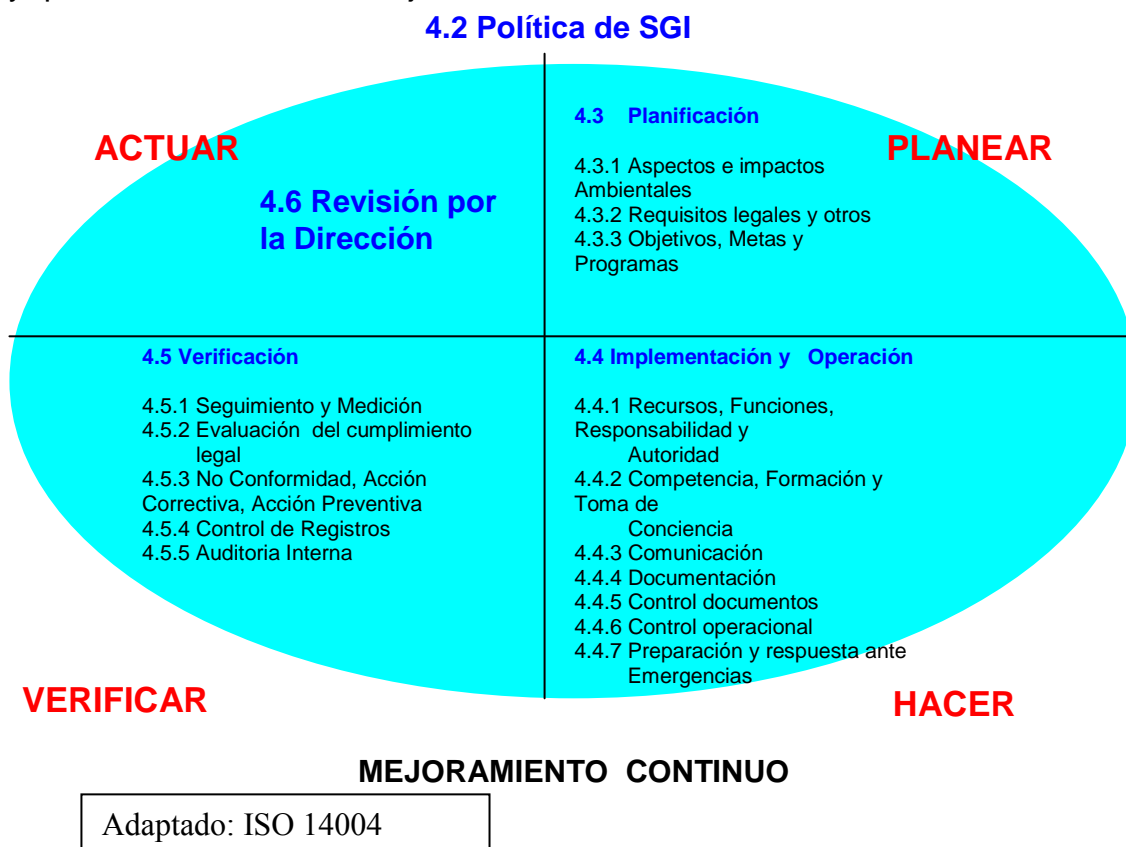 4.2 Política de SGI
ACTUAR
4.6 Revisión por
la Dirección
PLANEAR
4.3 Planificación
4.3.1 Aspectos e impactos
Ambientales
4.3.2 Requisitos legales y otros
4.3.3 Objetivos, Metas y
Programas
4.5 Verificación
4.5.1 Seguimiento y Medición
4.5.2 Evaluación del cumplimiento
legal
4.5.3 No Conformidad, Acción
Correctiva, Acción Preventiva
4.5.4 Control de Registros
4.5.5 Auditoria Interna
4.4 Implementación y Operación
4.4.1 Recursos, Funciones,
Responsabilidad y
Autoridad
4.4.2 Competencia, Formación y
Toma de
Conciencia
4.4.3 Comunicación
4.4.4 Documentación
4.4.5 Control documentos
4.4.6 Control operacional
4.4.7 Preparación y respuesta ante
Emergencias
VERIFICAR
HACER
MEJORAMIENTO CONTINUO
Adaptado: ISO 14004